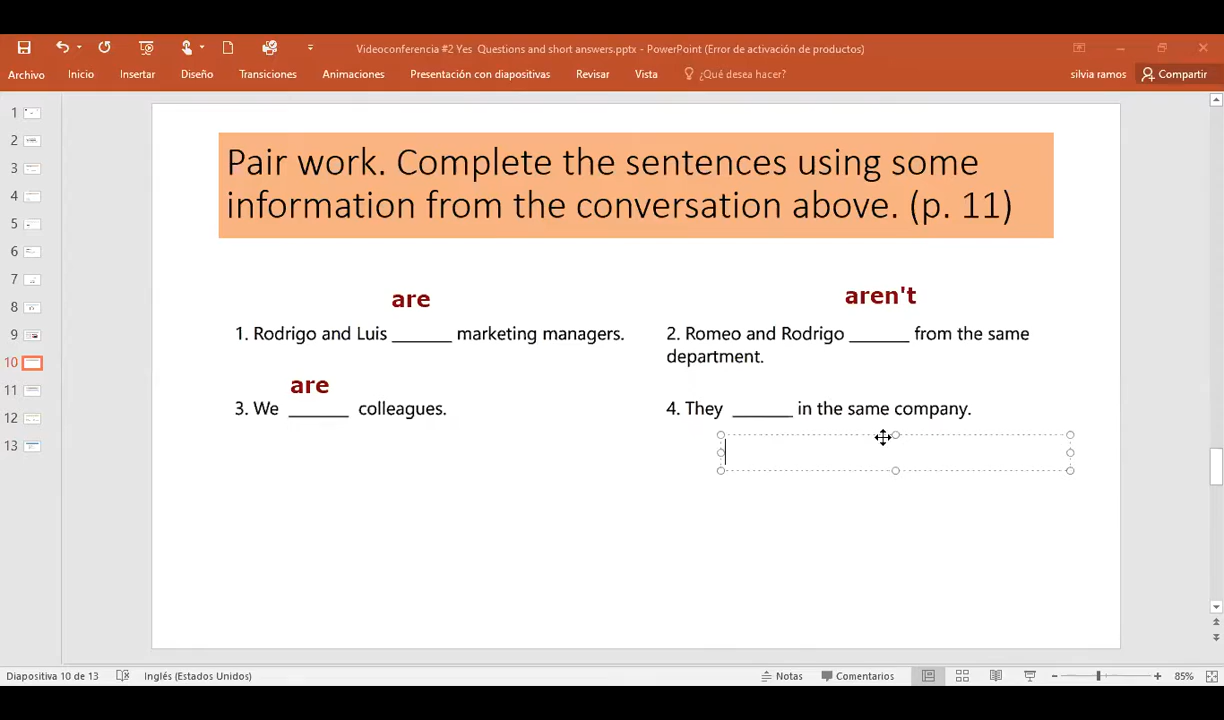 Videoconferencia #2 Yes Questions and short answers.pptx - PowerPoint (Error de activación de productos)
Archivo Inicio Insertar Diseño Transiciones Animaciones Presentación con diapositivas Revisar Vista ¿Qué desea hacer? silvia ramos Compartir
1
2
3
4
5
6
7
8
9
10
11
12
13
Pair work. Complete the sentences using some
information from the conversation above. (p. 11)
are
1. Rodrigo and Luis _______ marketing managers.
aren't
2. Romeo and Rodrigo _______ from the same
department.
are
3. We _______ colleagues.
4. They _______ in the same company.
Diapositiva 10 de 13 Inglés (Estados Unidos) Notas Comentarios 85%